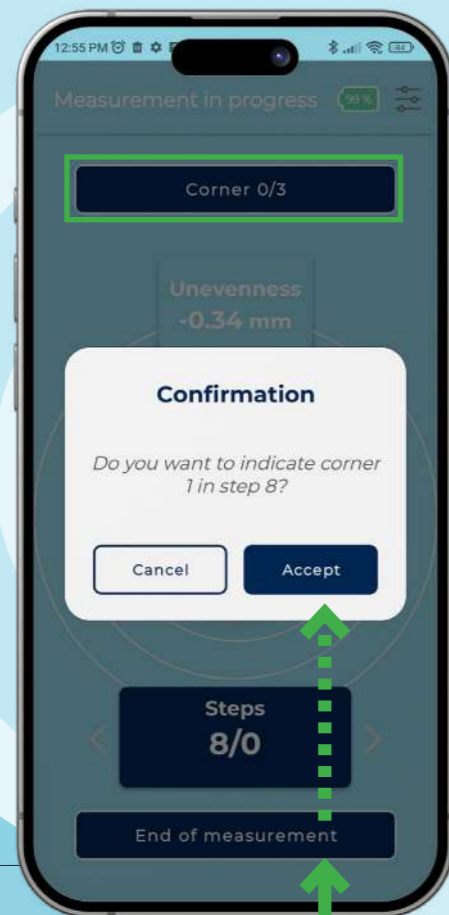 12:55 PM
44
Measurement in progress
99%
Corner 0/3
Unevenness
-0.34 mm
Confirmation
Do you want to indicate corner
1 in step 8?
Cancel
Accept
Steps
8/0
End of measurement